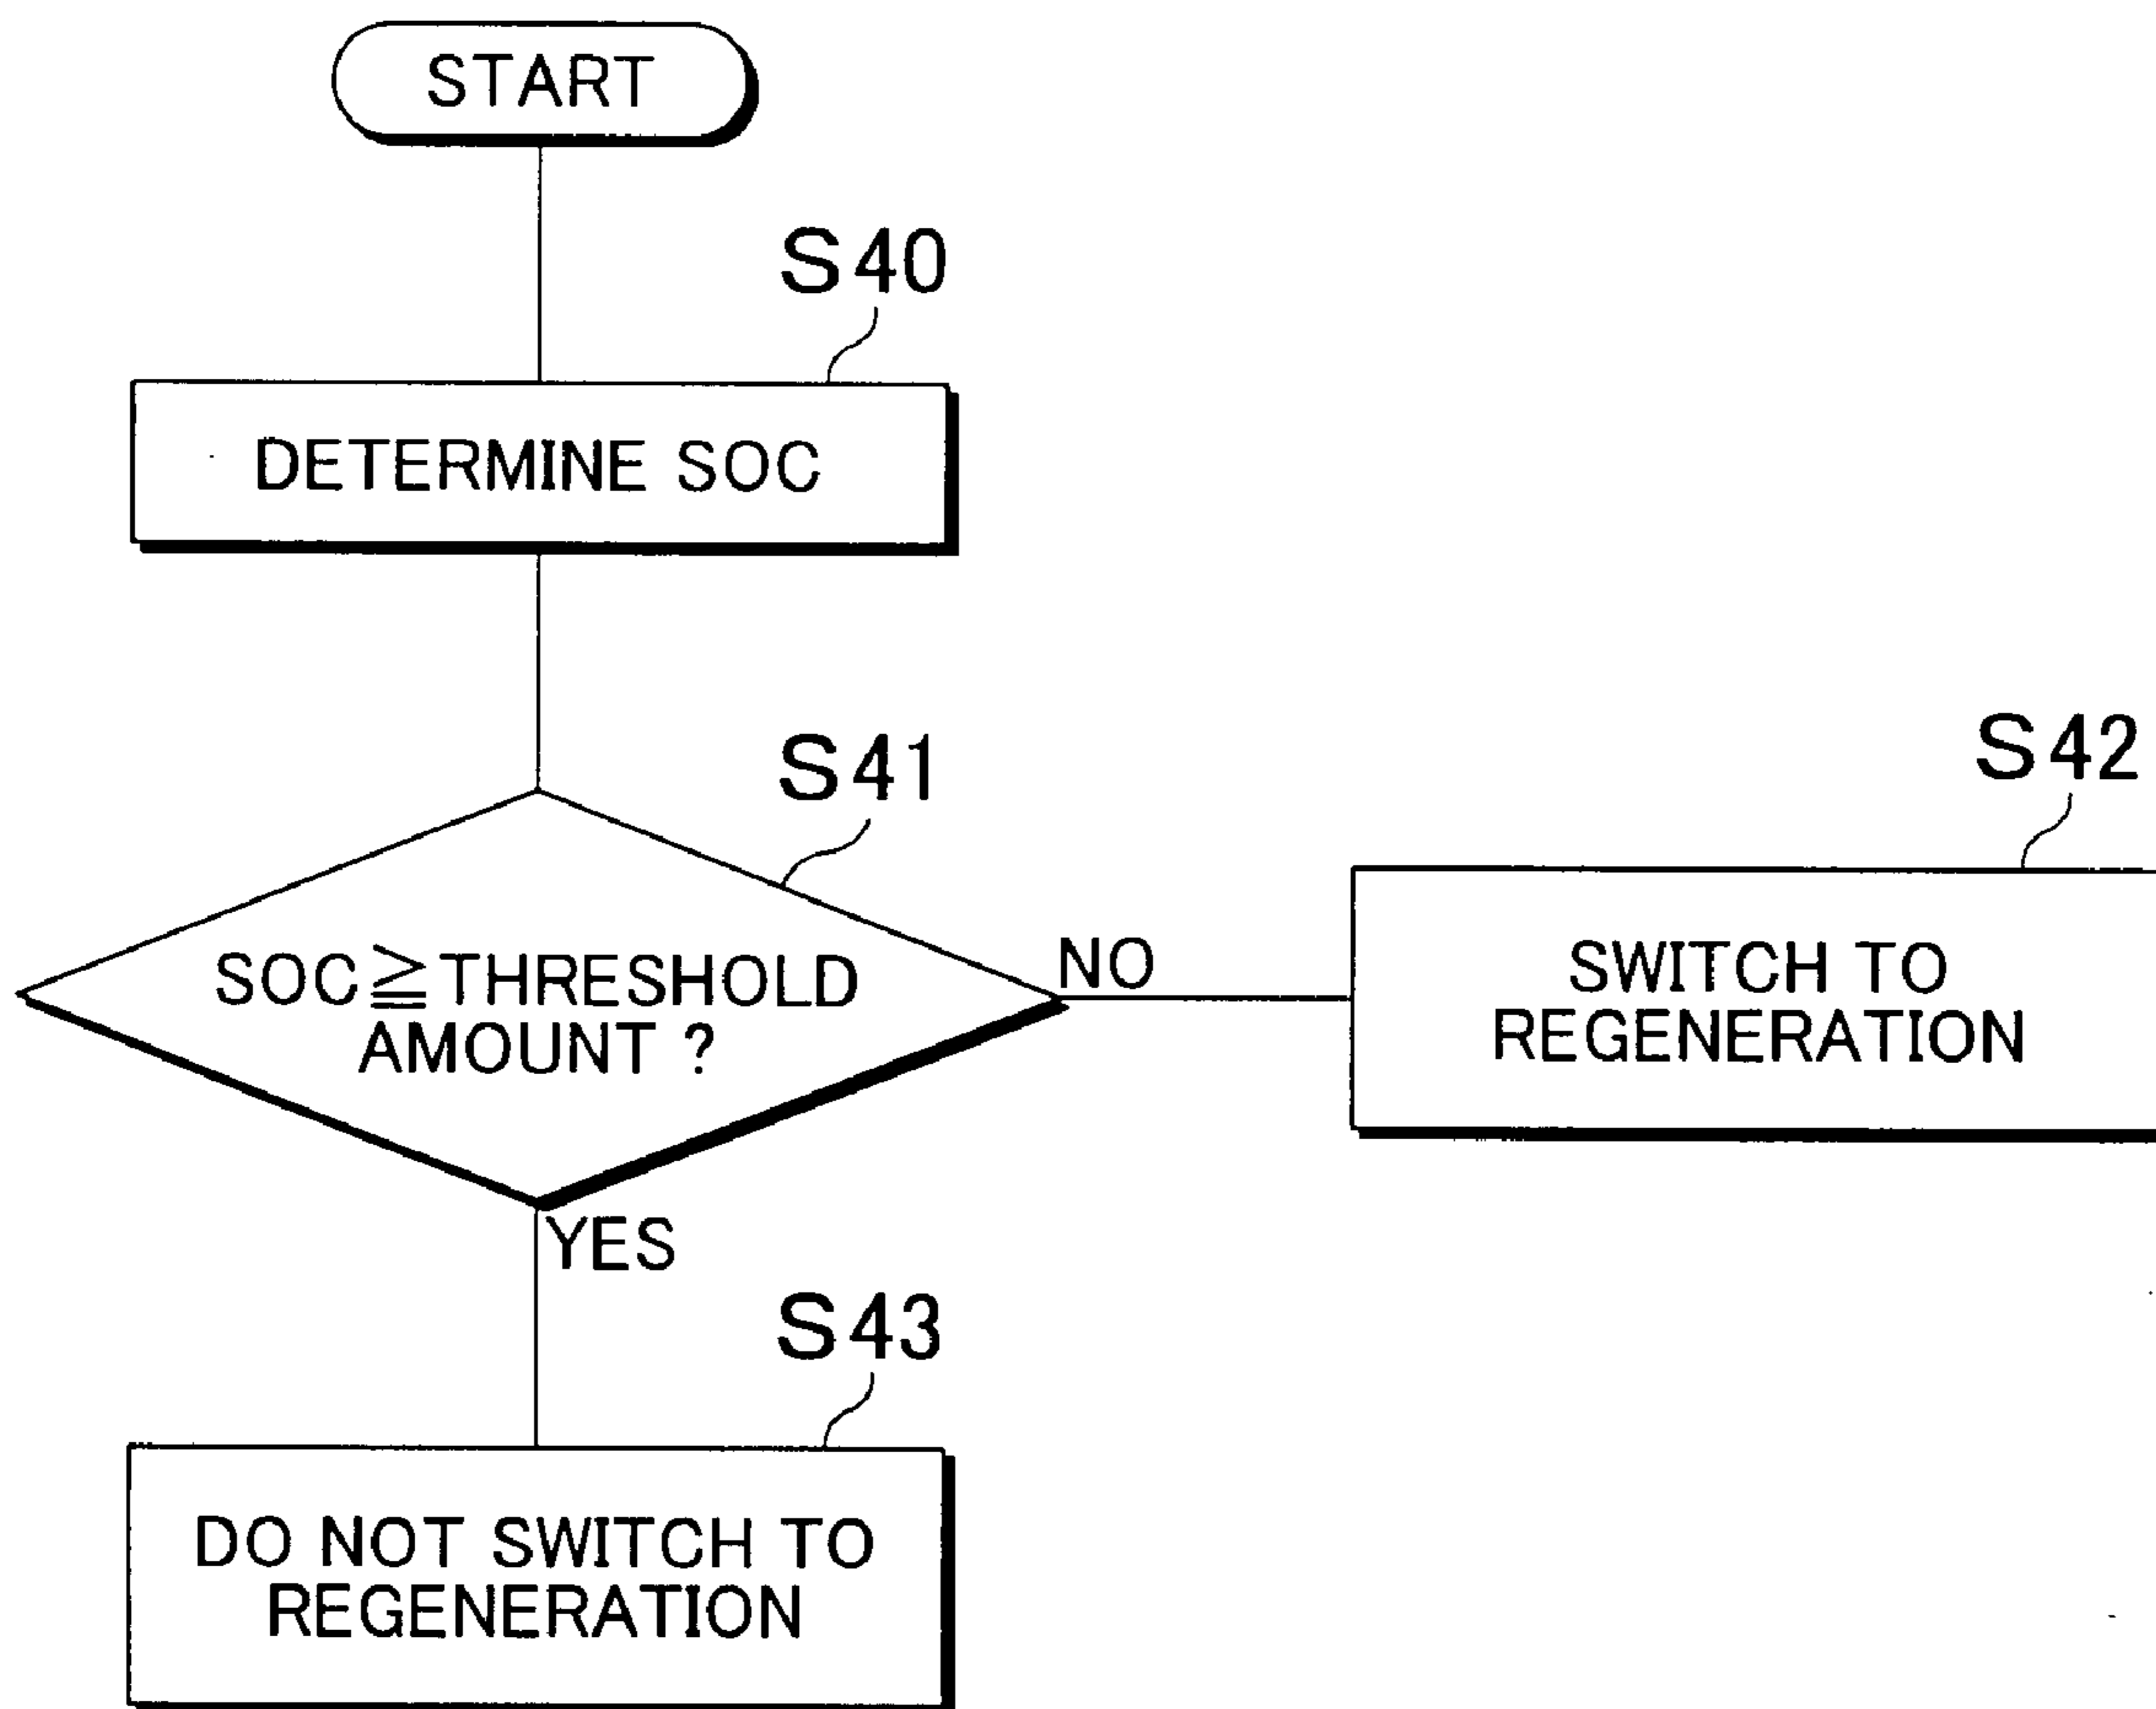 START
S40
DETERMINE SOC
S41
SOC≧THRESHOLD
AMOUNT ?
NO
S42
SWITCH TO
REGENERATION
YES
S43
DO NOT SWITCH TO
REGENERATION